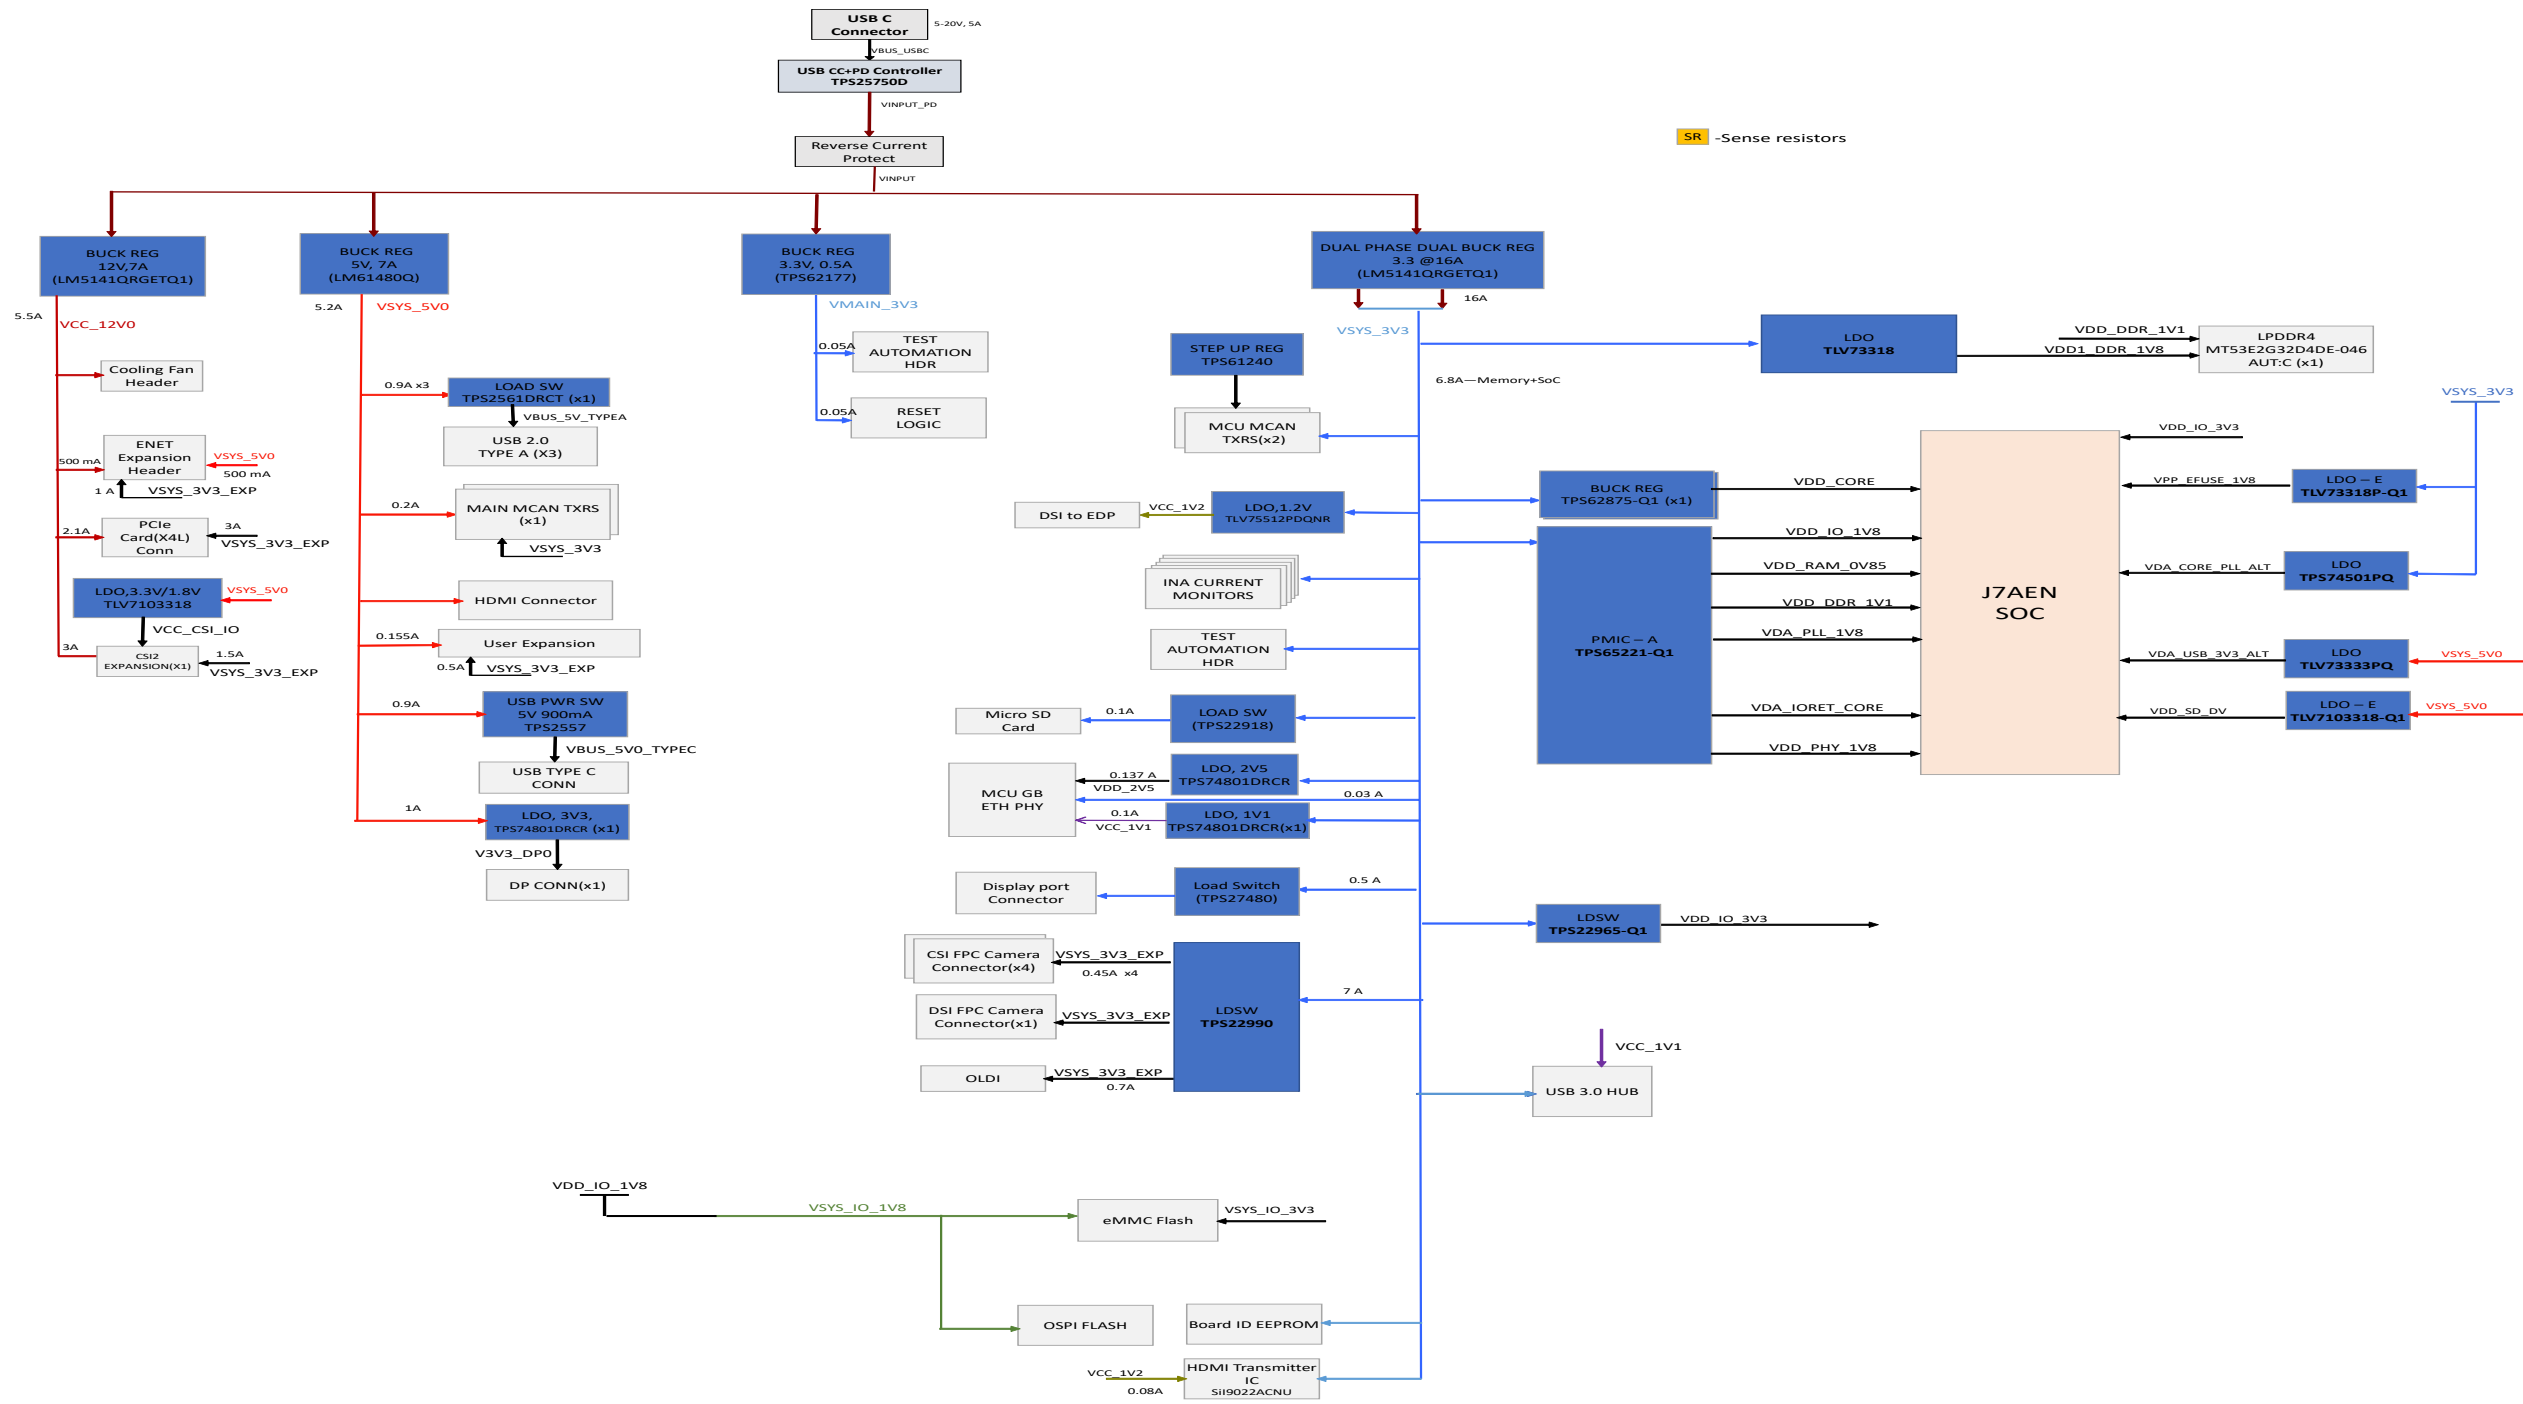 USB C
Connector
5-20V, 5A
VBUS_USBC
USB CC+PD Controller
TPS25750D
VINPUT_PD
Reverse Current
Protect
VINPUT
SR -Sense resistors
BUCK REG
12V,7A
(LM5141QRGETQ1)
5.5A
VCC_12V0
Cooling Fan
Header
ENET
Expansion
Header
500 mA
VSYS_5V0
500 mA
1 A
VSYS_3V3_EXP
PCIe
Card(X4L)
Conn
2.1A
3A
VSYS_3V3_EXP
LDO,3.3V/1.8V
TLV7103318
VSYS_5V0
VCC_CSI_IO
3A
CSI2
EXPANSION(X1)
1.5A
VSYS_3V3_EXP
BUCK REG
5V, 7A
(LM61480Q)
5.2A
VSYS_5V0
0.9A x3
LOAD SW
TPS2561DRCT (x1)
VBUS_5V_TYPEA
USB 2.0
TYPE A (X3)
0.2A
MAIN MCAN TXRS
(x1)
VSYS_3V3
HDMI Connector
0.155A
User Expansion
0.5A
VSYS_3V3_EXP
0.9A
USB PWR SW
5V 900mA
TPS2557
VBUS_5V0_TYPEC
USB TYPE C
CONN
1A
LDO, 3V3,
TPS74801DRCR (x1)
V3V3_DP0
DP CONN(x1)
BUCK REG
3.3V, 0.5A
(TPS62177)
VMAIN_3V3
0.05A
TEST
AUTOMATION
HDR
0.05A
RESET
LOGIC
DUAL PHASE DUAL BUCK REG
3.3 @16A
(LM5141QRGETQ1)
16A
VSYS_3V3
6.8A—Memory+SoC
STEP UP REG
TPS61240
MCU MCAN
TXRS(x2)
DSI to EDP
VCC_1V2
LDO,1.2V
TLV75512PDQNR
INA CURRENT
MONITORS
TEST
AUTOMATION
HDR
Micro SD
Card
0.1A
LOAD SW
(TPS22918)
MCU GB
ETH PHY
0.137 A
VDD_2V5
LDO, 2V5
TPS74801DRCR
0.03 A
0.1A
VCC_1V1
LDO, 1V1
TPS74801DRCR(x1)
Display port
Connector
Load Switch
(TPS27480)
0.5 A
CSI FPC Camera
Connector(x4)
VSYS_3V3_EXP
0.45A x4
DSI FPC Camera
Connector(x1)
VSYS_3V3_EXP
OLDI
VSYS_3V3_EXP
0.7A
LDSW
TPS22990
7 A
LDO
TLV73318
VDD_DDR_1V1
VDD1_DDR_1V8
LPDDR4
MT53E2G32D4DE-046
AUT:C (x1)
BUCK REG
TPS62875-Q1 (x1)
PMIC – A
TPS65221-Q1
VDD_CORE
VDD_IO_1V8
VDD_RAM_0V85
VDD_DDR_1V1
VDA_PLL_1V8
VDA_IORET_CORE
VDD_PHY_1V8
J7AEN
SOC
VSYS_3V3
VDD_IO_3V3
VPP_EFUSE_1V8
LDO – E
TLV73318P-Q1
VDA_CORE_PLL_ALT
LDO
TPS74501PQ
VDA_USB_3V3_ALT
LDO
TLV73333PQ
VSYS_5V0
VDD_SD_DV
LDO – E
TLV7103318-Q1
VSYS_5V0
LDSW
TPS22965-Q1
VDD_IO_3V3
VCC_1V1
USB 3.0 HUB
VDD_IO_1V8
VSYS_IO_1V8
eMMC Flash
VSYS_IO_3V3
OSPI FLASH
Board ID EEPROM
VCC_1V2
0.08A
HDMI Transmitter
IC
SiI9022ACNU